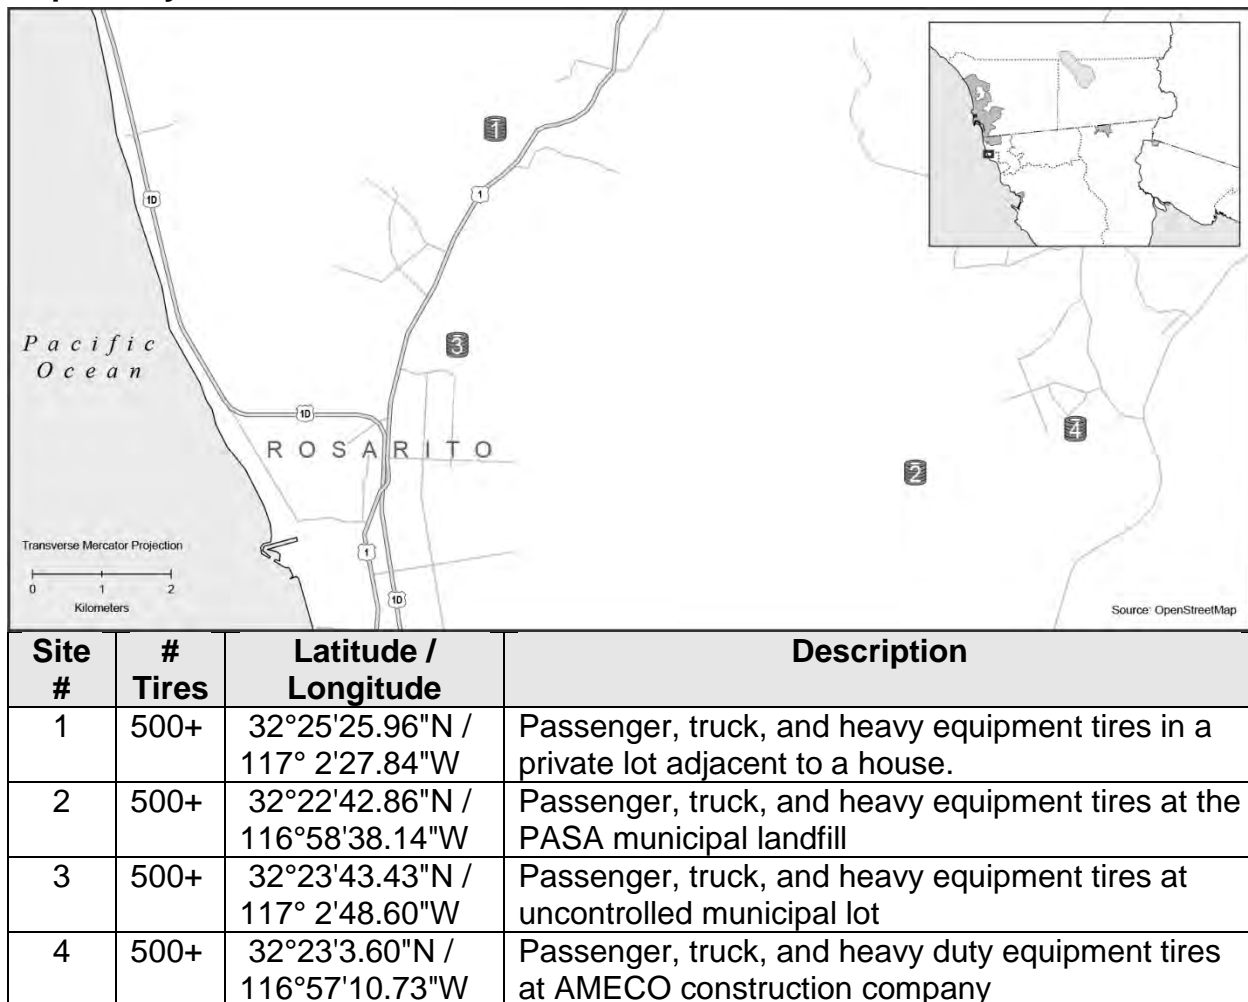 1
1D
1
3
Pacific
Ocean
1D
ROSARITO
4
2
Transverse Mercator Projection
1
0 1 2
1D
Kilometers
Source: OpenStreetMap
Site # | # Tires | Latitude / Longitude | Description
1 | 500+ | 32°25'25.96"N / | Passenger, truck, and heavy equipment tires in a
117° 2'27.84"W | private lot adjacent to a house.
2 | 500+ | 32°22'42.86"N / | Passenger, truck, and heavy equipment tires at the
116°58'38.14"W | PASA municipal landfill
3 | 500+ | 32°23'43.43"N / | Passenger, truck, and heavy equipment tires at
117° 2'48.60"W | uncontrolled municipal lot
4 | 500+ | 32°23'3.60"N / | Passenger, truck, and heavy duty equipment tires
116°57'10.73"W | at AMECO construction company